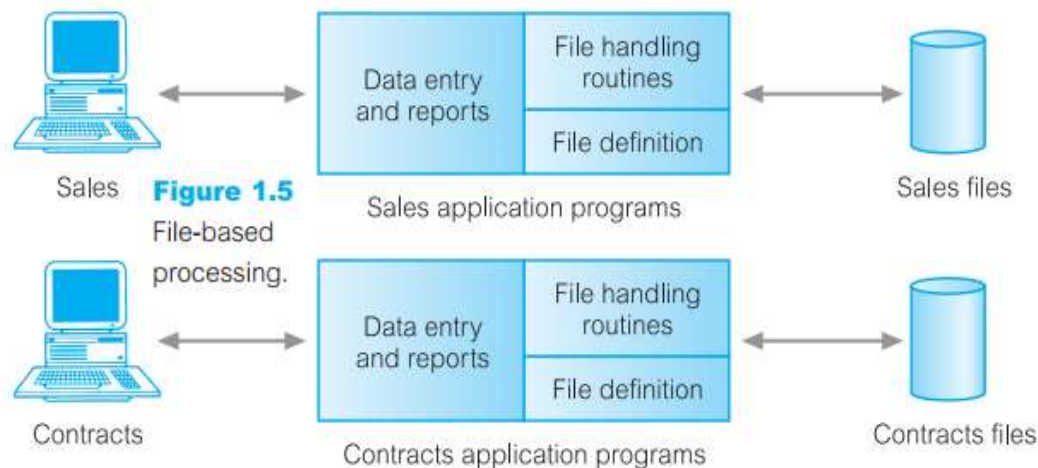 Data entry
and reports
File handling
routines
File definition
Sales
Sales application programs
Sales files
Figure 1.5
File-based
processing.
Data entry
and reports
File handling
routines
File definition
Contracts
Contracts application programs
Contracts files